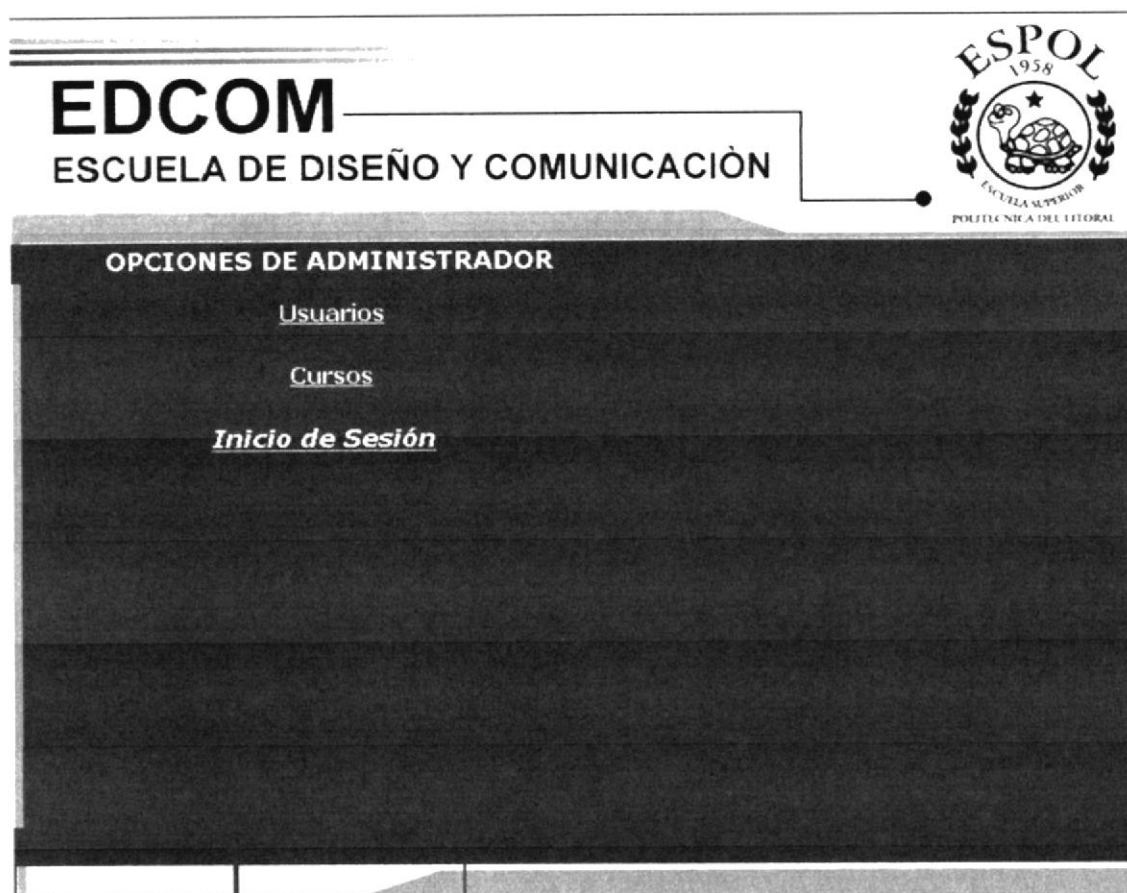 ESPOL
1958
EDCOM
ESCUELA DE DISEÑO Y COMUNICACIÒN
ESCUELA SUPERIOR
POLITECNICA DEL LITORAL
OPCIONES DE ADMINISTRADOR
Usuarios
Cursos
Inicio de Sesión